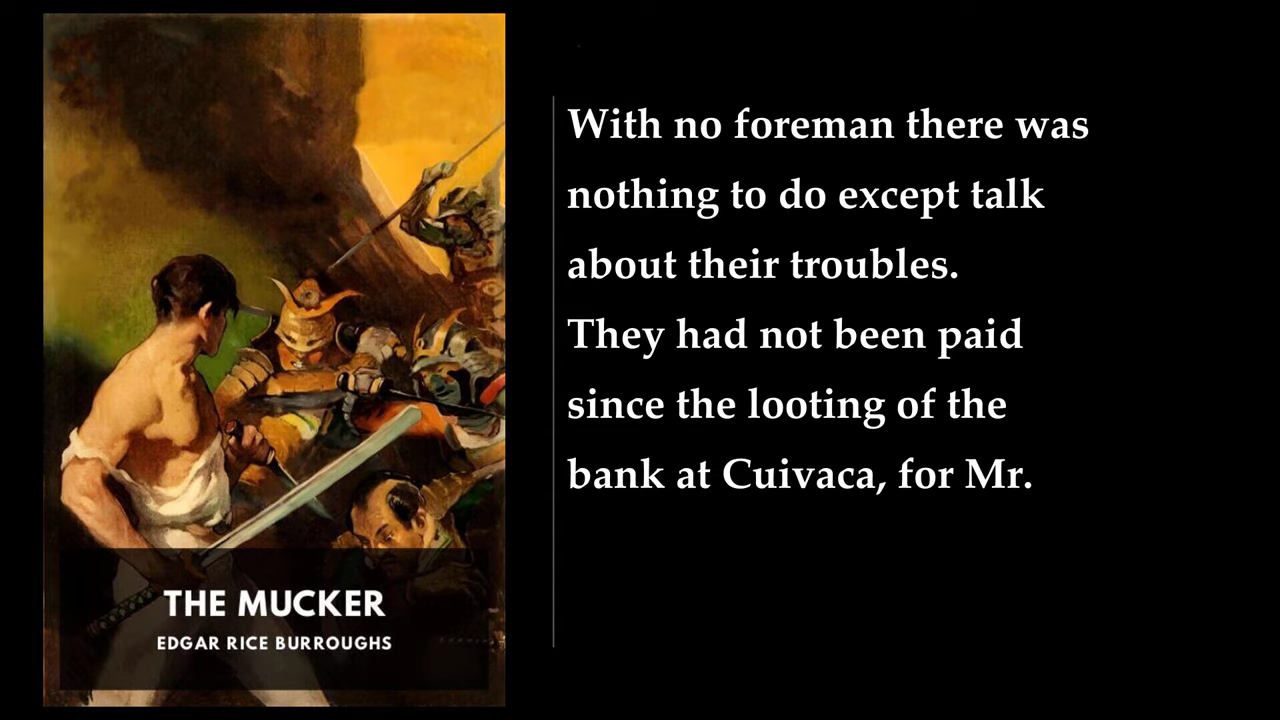 With no foreman there was
nothing to do except talk
about their troubles.
They had not been paid
since the looting of the
bank at Cuivaca, for Mr.
THE MUCKER
EDGAR RICE BURROUGHS